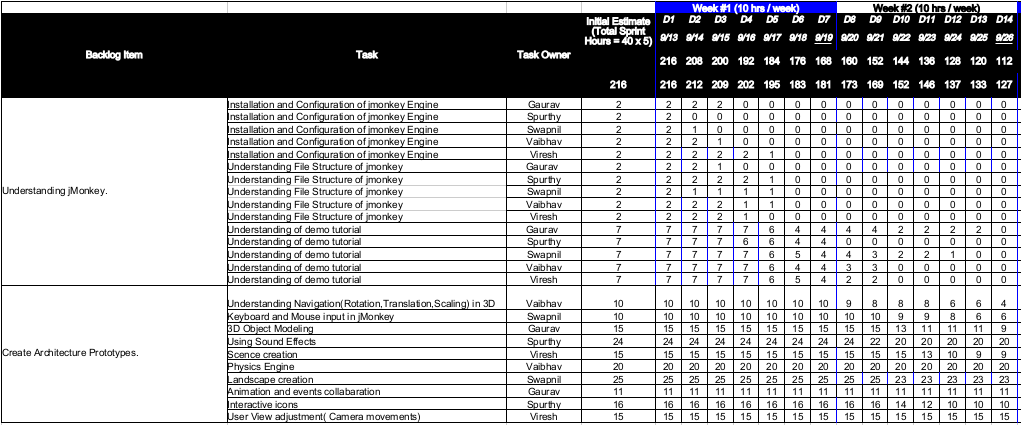 Week #1 (10 hrs / week) Week #2 (10 hrs / week)
Backlog Item Task Task Owner Initial Estimate (Total Sprint Hours = 40 x 5) D1 D2 D3 D4 D5 D6 D7 D8 D9 D10 D11 D12 D13 D14
9/13 9/14 9/15 9/16 9/17 9/18 9/19 9/20 9/21 9/22 9/23 9/24 9/25 9/26
216 208 200 192 184 176 168 160 152 144 136 128 120 112
216 216 212 209 202 195 183 181 173 169 152 146 137 133 127
Understanding jMonkey.
Installation and Configuration of jmonkey Engine Gaurav 2 2 2 2 0 0 0 0 0 0 0 0 0 0 0
Installation and Configuration of jmonkey Engine Spurthy 2 2 0 0 0 0 0 0 0 0 0 0 0 0 0
Installation and Configuration of jmonkey Engine Swapnil 2 2 1 0 0 0 0 0 0 0 0 0 0 0 0
Installation and Configuration of jmonkey Engine Vaibhav 2 2 2 1 0 0 0 0 0 0 0 0 0 0 0
Installation and Configuration of jmonkey Engine Viresh 2 2 2 2 2 1 0 0 0 0 0 0 0 0 0
Understanding File Structure of jmonkey Gaurav 2 2 2 1 0 0 0 0 0 0 0 0 0 0 0
Understanding File Structure of jmonkey Spurthy 2 2 2 2 2 1 0 0 0 0 0 0 0 0 0
Understanding File Structure of jmonkey Swapnil 2 2 1 1 1 1 0 0 0 0 0 0 0 0 0
Understanding File Structure of jmonkey Vaibhav 2 2 2 2 1 0 0 0 0 0 0 0 0 0 0
Understanding File Structure of jmonkey Viresh 2 2 2 2 1 0 0 0 0 0 0 0 0 0 0
Understanding of demo tutorial Gaurav 7 7 7 7 7 6 4 4 4 4 2 2 2 2 0
Understanding of demo tutorial Spurthy 7 7 7 7 6 6 4 4 0 0 0 0 0 0 0
Understanding of demo tutorial Swapnil 7 7 7 7 7 6 5 4 4 3 2 2 1 0 0
Understanding of demo tutorial Vaibhav 7 7 7 7 7 6 4 4 3 3 0 0 0 0 0
Understanding of demo tutorial Viresh 7 7 7 7 7 6 5 4 2 2 0 0 0 0 0
Create Architecture Prototypes.
Understanding Navigation(Rotation,Translation,Scaling) in 3D Vaibhav 10 10 10 10 10 10 10 10 9 8 8 8 6 6 4
Keyboard and Mouse input in jMonkey Swapnil 10 10 10 10 10 10 10 10 10 10 9 9 8 6 6
3D Object Modeling Gaurav 15 15 15 15 15 15 15 15 15 15 13 11 11 11 9
Using Sound Effects Spurthy 24 24 24 24 24 24 24 24 24 22 20 20 20 20 20
Scence creation Viresh 15 15 15 15 15 15 15 15 15 15 15 13 10 9 9
Physics Engine Vaibhav 20 20 20 20 20 20 20 20 20 20 20 20 20 20 20
Landscape creation Swapnil 25 25 25 25 25 25 25 25 25 25 23 23 23 23 23
Animation and events collabaration Gaurav 11 11 11 11 11 11 11 11 11 11 11 11 11 11 11
Interactive icons Spurthy 16 16 16 16 16 16 16 16 16 16 14 12 10 10 10
User View adjustment( Camera movements) Viresh 15 15 15 15 15 15 15 15 15 15 15 15 15 15 15